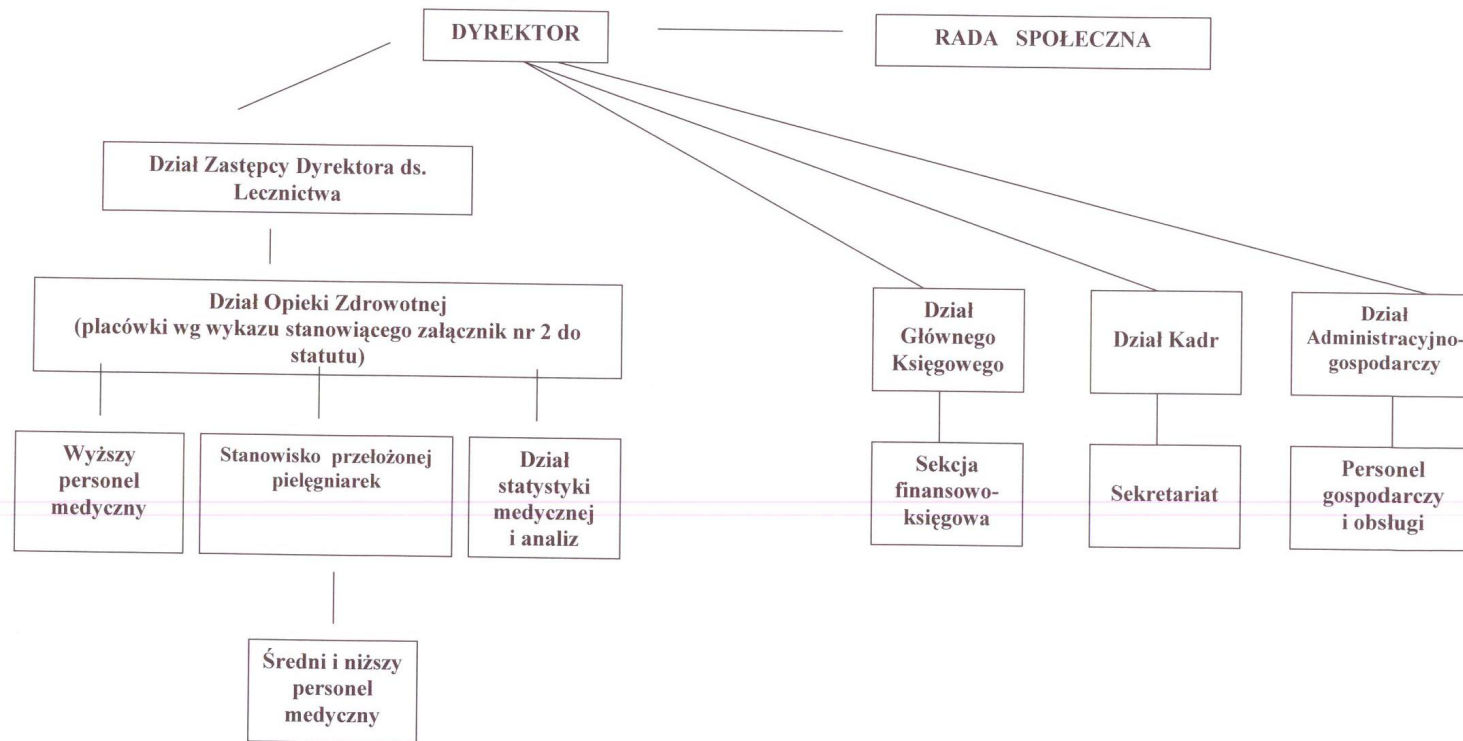 DYREKTOR
RADA SPOŁECZNA
Dział Zastępcy Dyrektora ds.
Lecznictwa
Dział Opieki Zdrowotnej
(placówki wg wykazu stanowiącego załącznik nr 2 do
statutu)
Dział
Głównego
Księgowego
Dział Kadr
Dział
Administracyjno-
gospodarczy
Wyższy
personel
medyczny
Stanowisko przełożonej
pielęgniarek
Dział
statystyki
medycznej
i analiz
Sekcja
finansowo-
księgowa
Sekretariat
Personel
gospodarczy
i obsługi
Średni i niższy
personel
medyczny